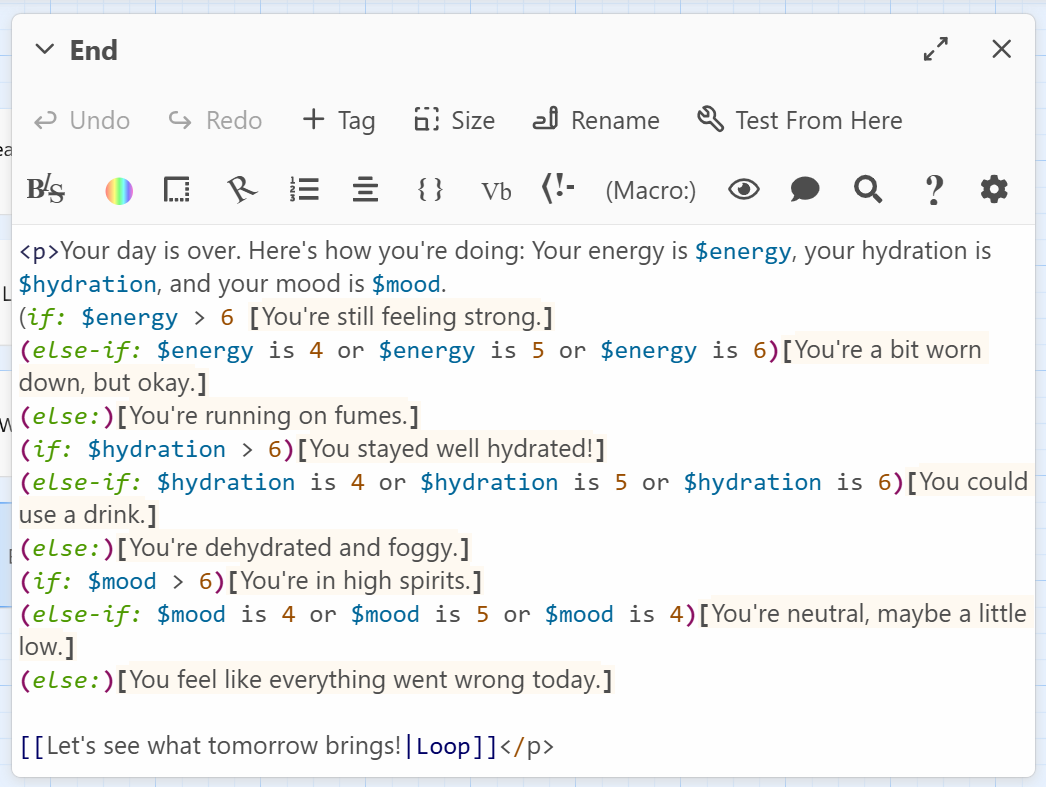 End
Undo Redo + Tag Size Rename Test From Here
BIS { } Vb (!- (Macro:) ?
<p>Your day is over. Here's how you're doing: Your energy is $energy, your hydration is
$hydration, and your mood is $mood.
(if: $energy > 6 [You're still feeling strong.]
(else-if: $energy is 4 or $energy is 5 or $energy is 6)[You're a bit worn
down, but okay.]
(else:)[You're running on fumes.]
(if: $hydration > 6)[You stayed well hydrated!]
(else-if: $hydration is 4 or $hydration is 5 or $hydration is 6)[You could
use a drink.]
(else:)[You're dehydrated and foggy.]
(if: $mood > 6)[You're in high spirits.]
(else-if: $mood is 4 or $mood is 5 or $mood is 4)[You're neutral, maybe a little
low.]
(else:)[You feel like everything went wrong today.]
[[Let's see what tomorrow brings!|Loop]]</p>